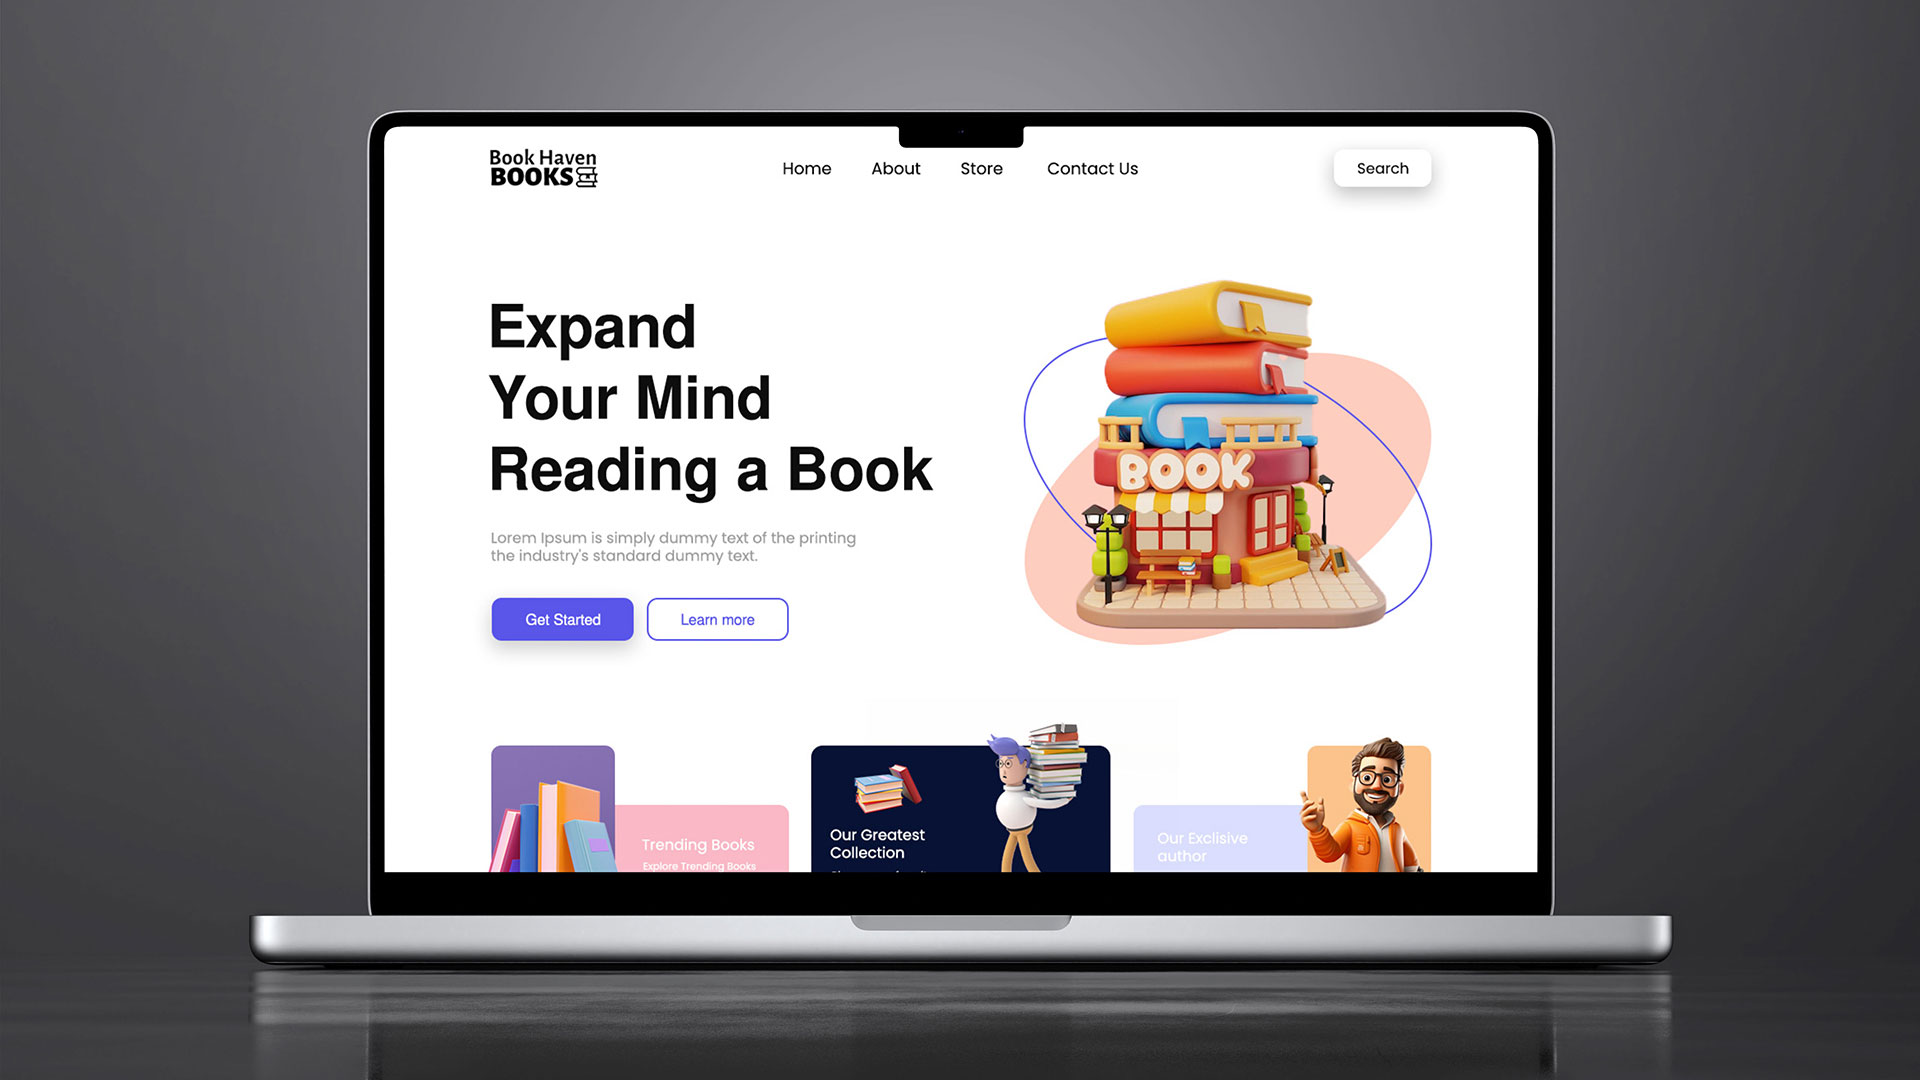 Book Haven
BOOKS
Home
About
Store
Contact Us
Search
Expand
Your Mind
Reading a Book
Lorem Ipsum is simply dummy text of the printing
the industry's standard dummy text.
Get Started
Learn more
BOOK
Trending Books
Explore Trending Books
Our Greatest
Collection
Our Exclisive
author